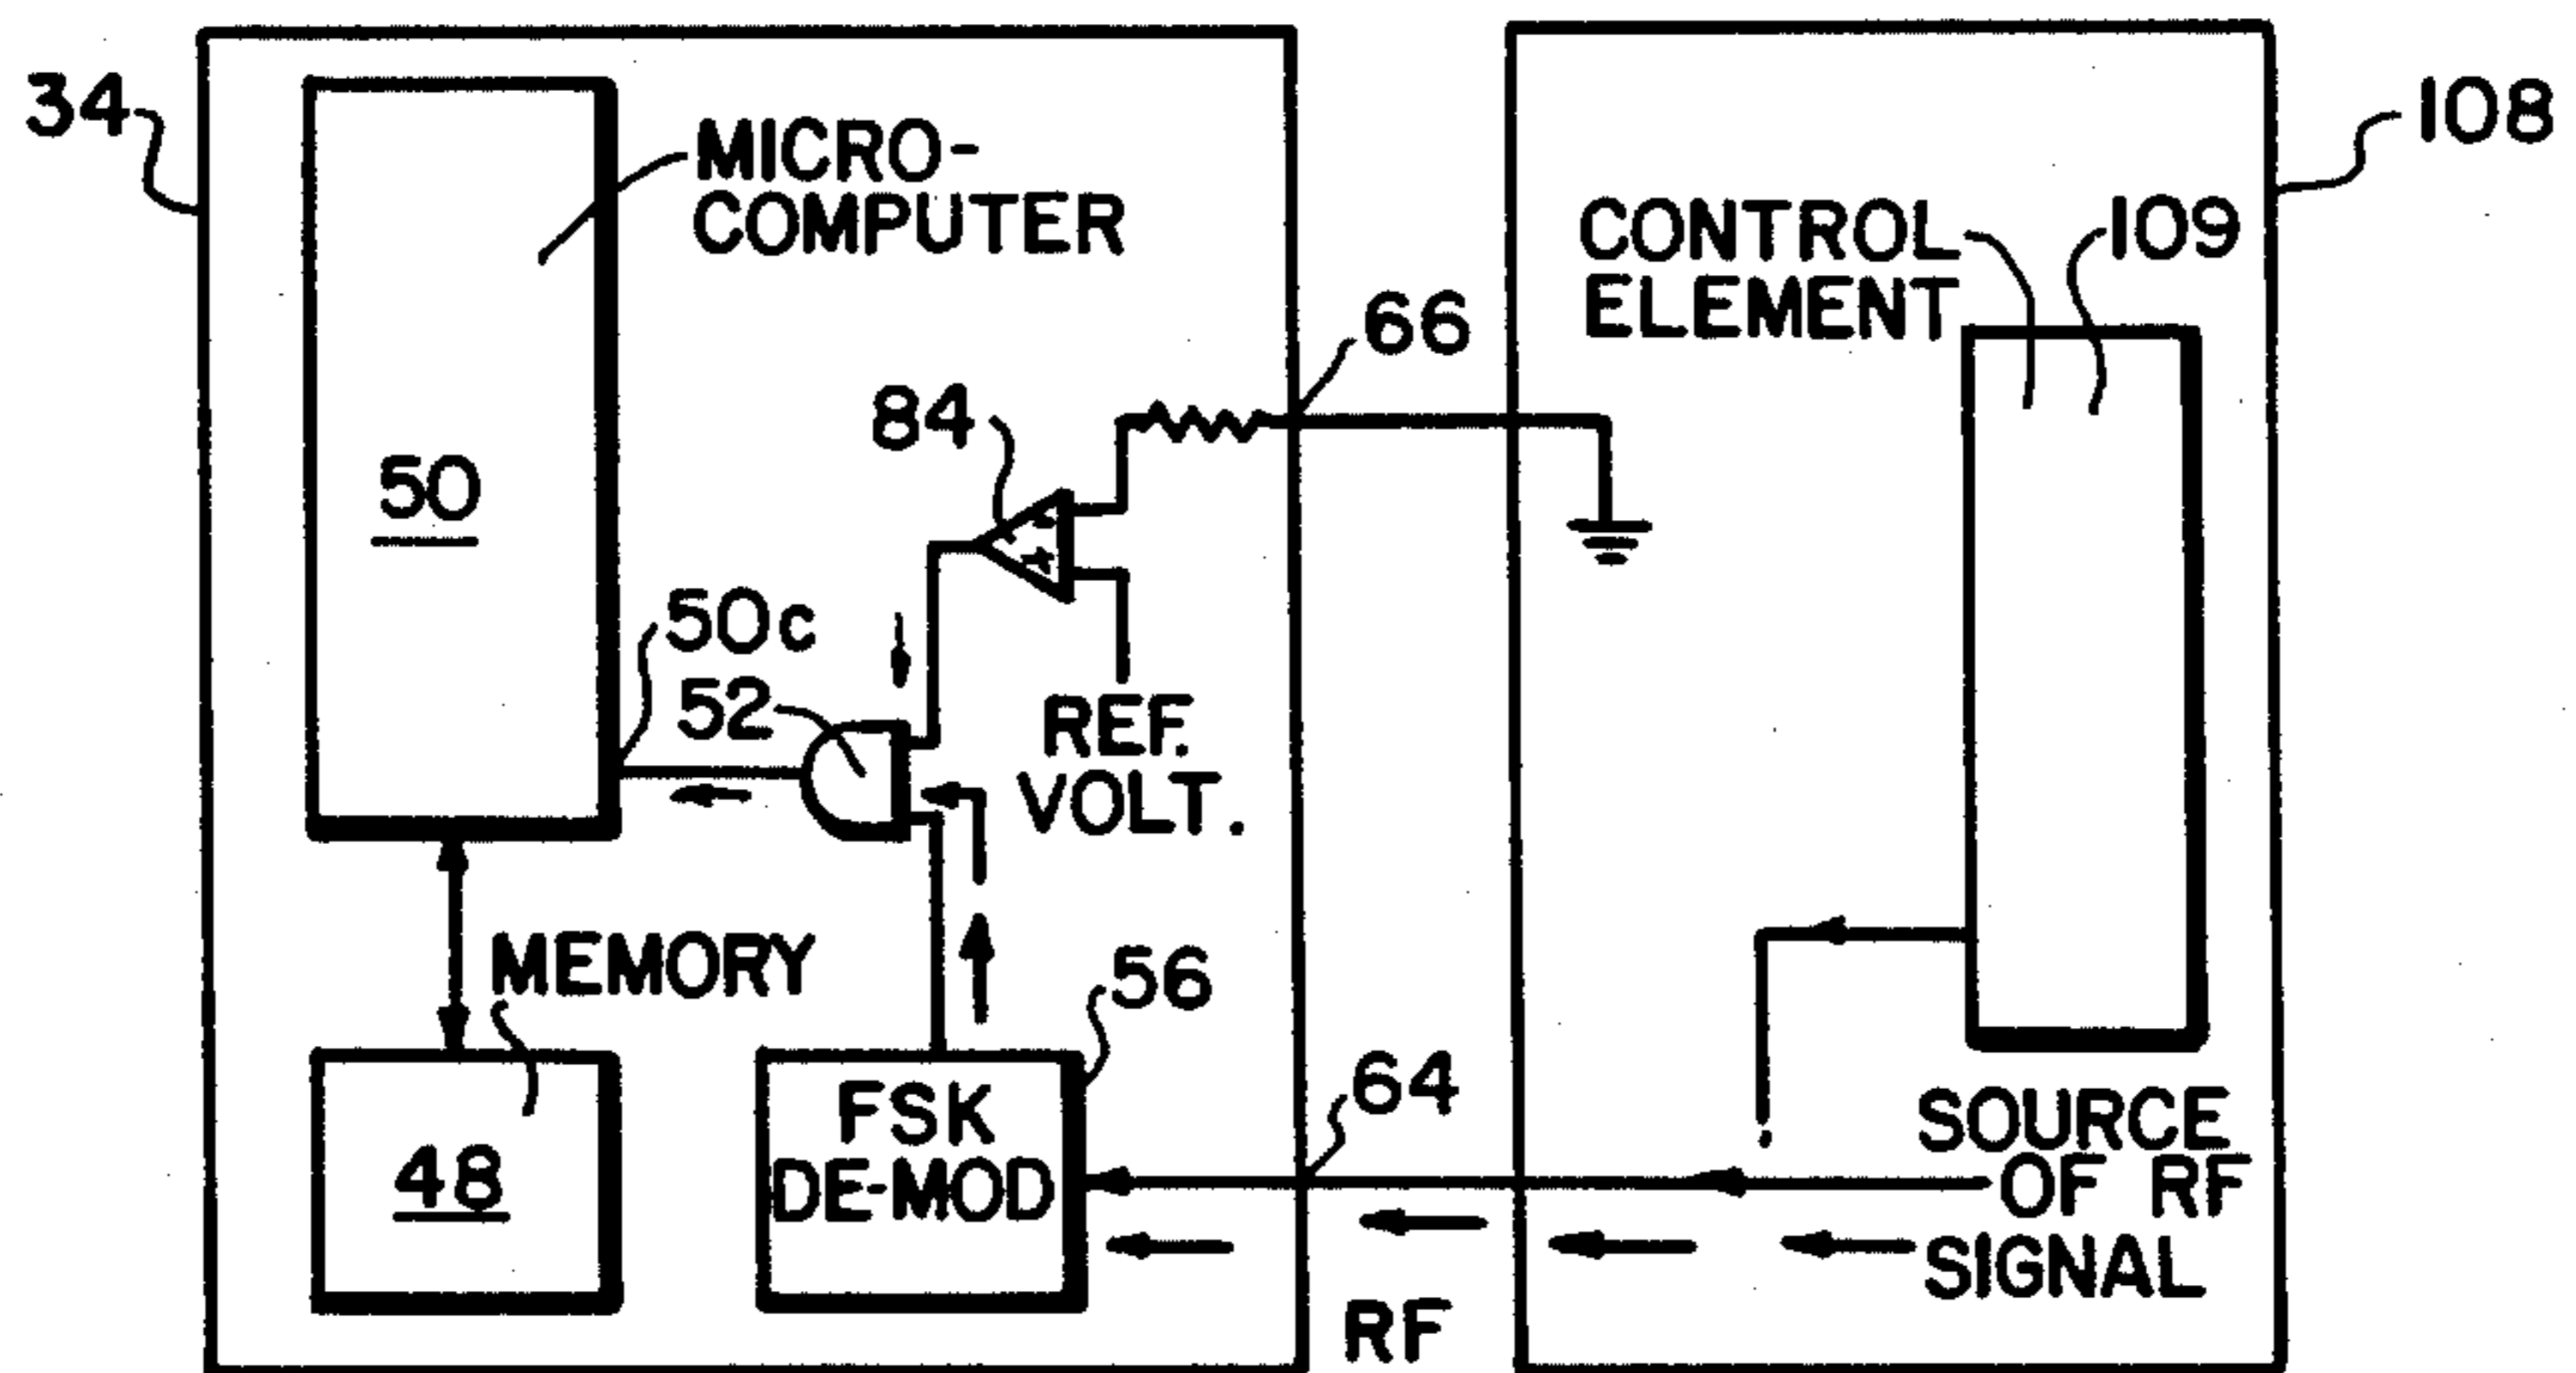 34
MICRO-
COMPUTER
50
84
66
50c
52
REF.
VOLT.
MEMORY
48
56
FSK
DE-MOD
64
RF
108
CONTROL
ELEMENT
109
SOURCE
OF RF
SIGNAL